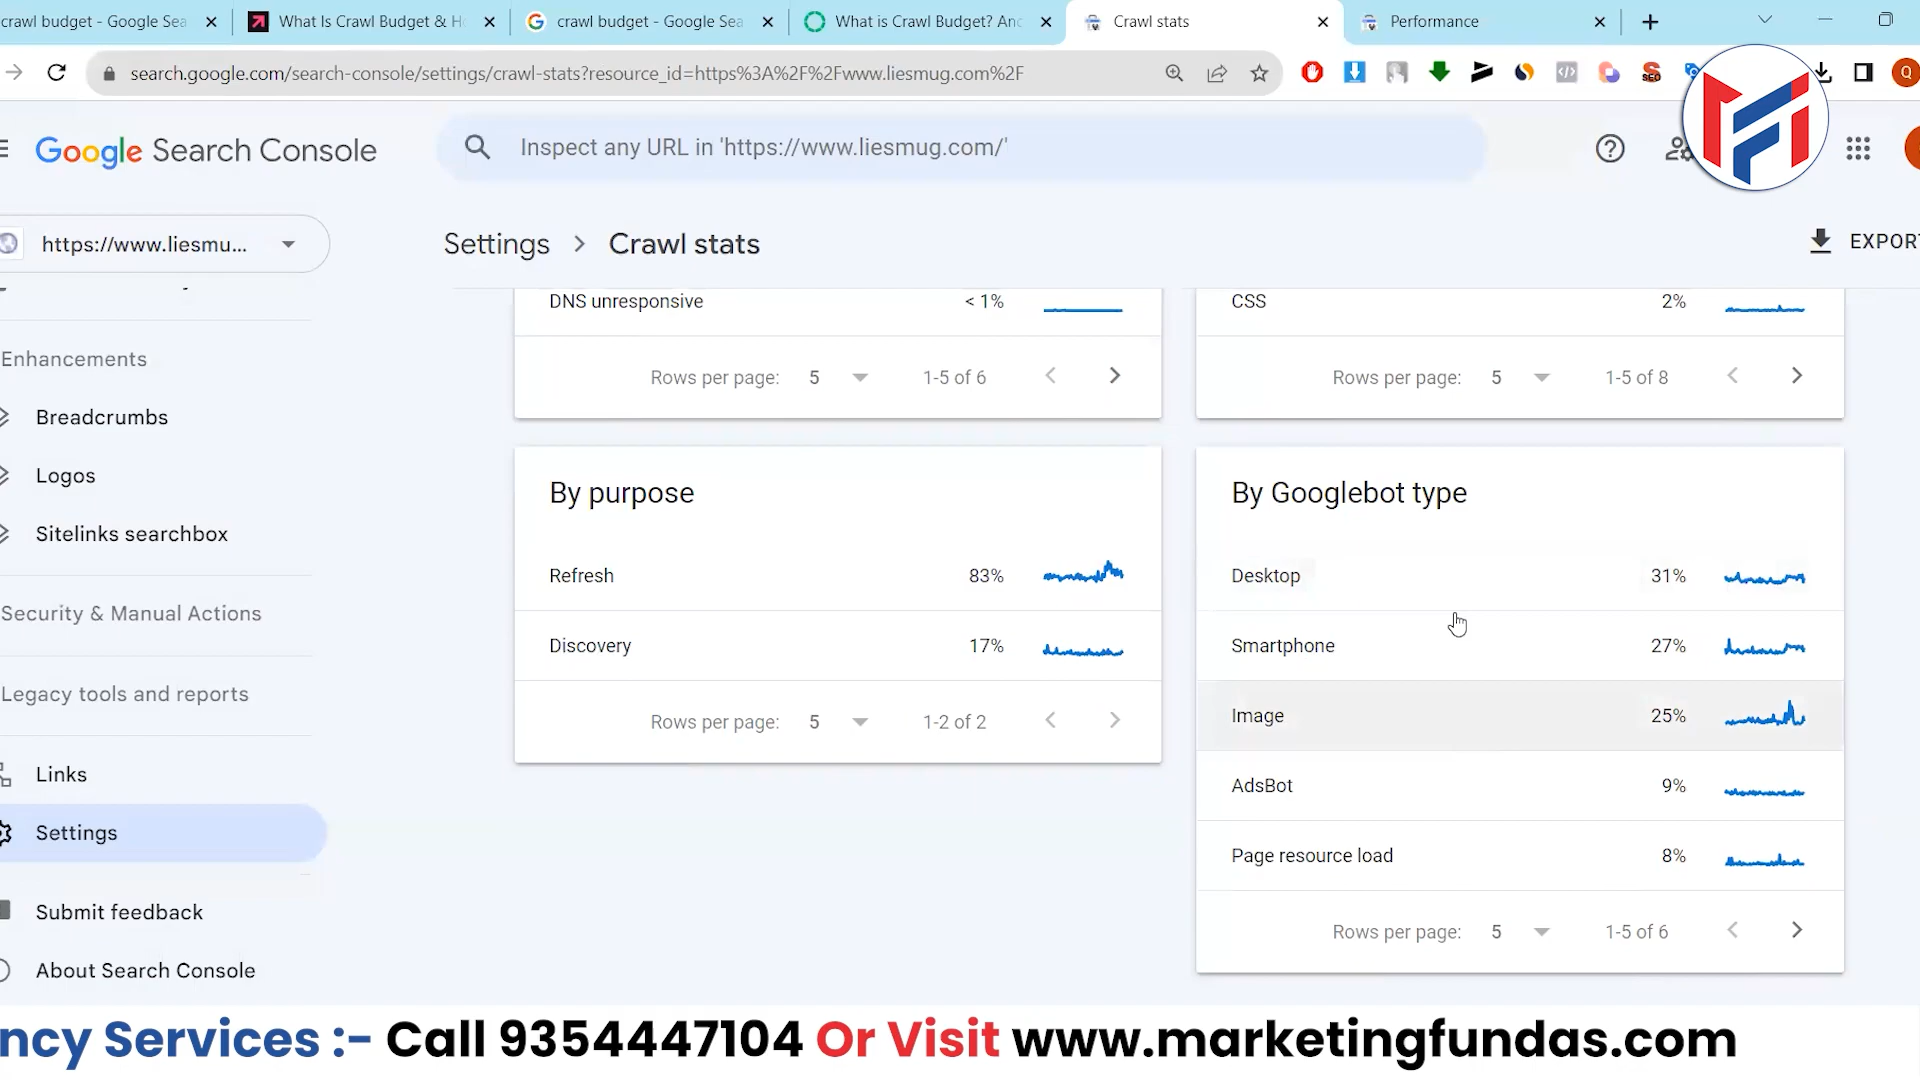 crawl budget - Google Sea
What Is Crawl Budget & Ho
crawl budget - Google Sea
What is Crawl Budget? And
Crawl stats
Performance
search.google.com/search-console/settings/crawl-stats?resource_id=https%3A%2F%2Fwww.liesmug.com%2F
SEO
Q
Google Search Console
Inspect any URL in 'https://www.liesmug.com/'
https://www.liesmu...
Settings > Crawl stats
EXPORT
DNS unresponsive < 1%
Rows per page: 5 1-5 of 6
CSS 2%
Rows per page: 5 1-5 of 8
Enhancements
Breadcrumbs
Logos
Sitelinks searchbox
Security & Manual Actions
Legacy tools and reports
Links
Settings
Submit feedback
About Search Console
By purpose
Refresh 83%
Discovery 17%
Rows per page: 5 1-2 of 2
By Googlebot type
Desktop 31%
Smartphone 27%
Image 25%
AdsBot 9%
Page resource load 8%
Rows per page: 5 1-5 of 6
ncy Services :- Call 9354447104 Or Visit www.marketingfundas.com